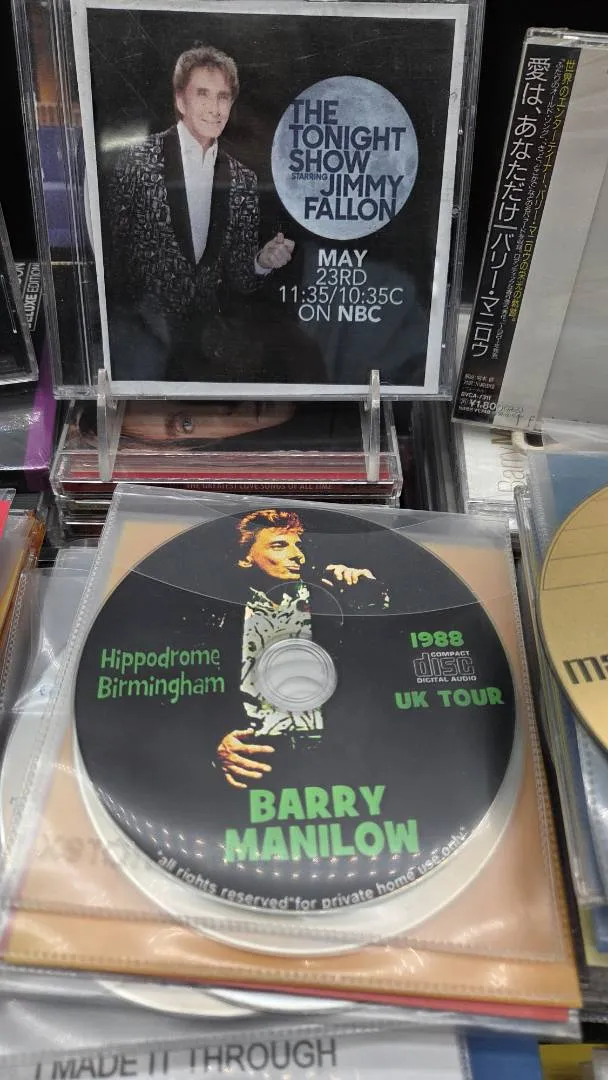 THE
TONIGHT
SHOW
STARRING JIMMY
FALLON
MAY
23RD
11:35/10:35C
ON NBC
愛は、あなただけ/バリー・マニロウ
¥1,80
THE GREATEST LOVE SONGS OF ALL TIME
Hippodrome
Birmingham
1988
COMPACT
disc
DIGITAL AUDIO
UK TOUR
BARRY
MANILOW
"all rights reserved"for private home use only"
I MADE IT THROUGH